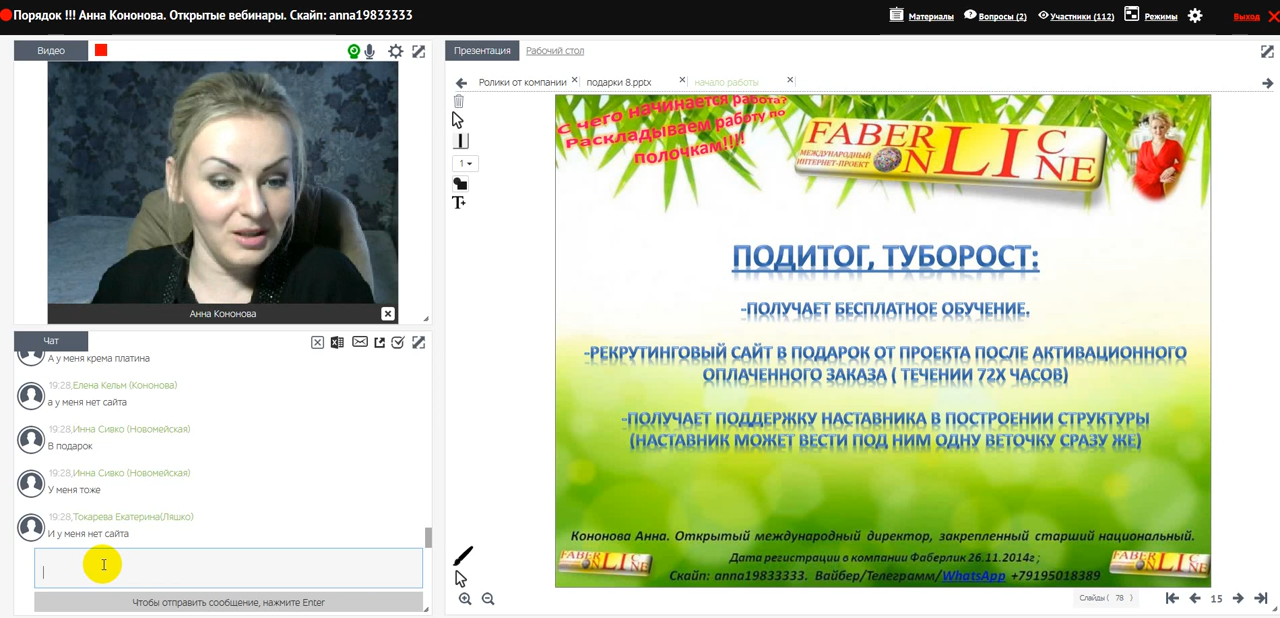 Порядок !!! Анна Кононова. Открытые вебинары. Скайп: anna19833333
Материалы
Вопросы (2)
Участники (112)
Режимы
Выход
Видео
Анна Кононова
Чат
А у меня крема платина
19:28,Елена Кельм (Кононова)
а у меня нет сайта
19:28,Инна Сивко (Новомейская)
В подарок
19:28,Инна Сивко (Новомейская)
У меня тоже
19:28,Токарева Екатерина(Ляшко)
И у меня нет сайта
Чтобы отправить сообщение, нажмите Enter
Презентация
Рабочий стол
Ролики от компании
подарки 8.pptx
начало работы
1
С чего начинается работа?
Раскладываем работу по
полочкам!!!!
FABERLIC
МЕЖДУНАРОДНЫЙ
ИНТЕРНЕТ-ПРОЕКТ
ONLINE
ПОДИТОГ, ТУБОРОСТ:
-ПОЛУЧАЕТ БЕСПЛАТНОЕ ОБУЧЕНИЕ.
-РЕКРУТИНГОВЫЙ САЙТ В ПОДАРОК ОТ ПРОЕКТА ПОСЛЕ АКТИВАЦИОННОГО
ОПЛАЧЕННОГО ЗАКАЗА ( ТЕЧЕНИИ 72Х ЧАСОВ)
-ПОЛУЧАЕТ ПОДДЕРЖКУ НАСТАВНИКА В ПОСТРОЕНИИ СТРУКТУРЫ
(НАСТАВНИК МОЖЕТ ВЕСТИ ПОД НИМ ОДНУ ВЕТОЧКУ СРАЗУ ЖЕ)
Кононова Анна. Открытый международный директор, закрепленный старший национальный.
Дата регистрации в компании Фаберлик 26.11.2014г ;
Скайп: anna19833333. Вайбер/Телеграмм/WhatsApp +79195018389
FABERLIC
ONLINE
FABERLIC
ONLINE
Слайды ( 78 )
15